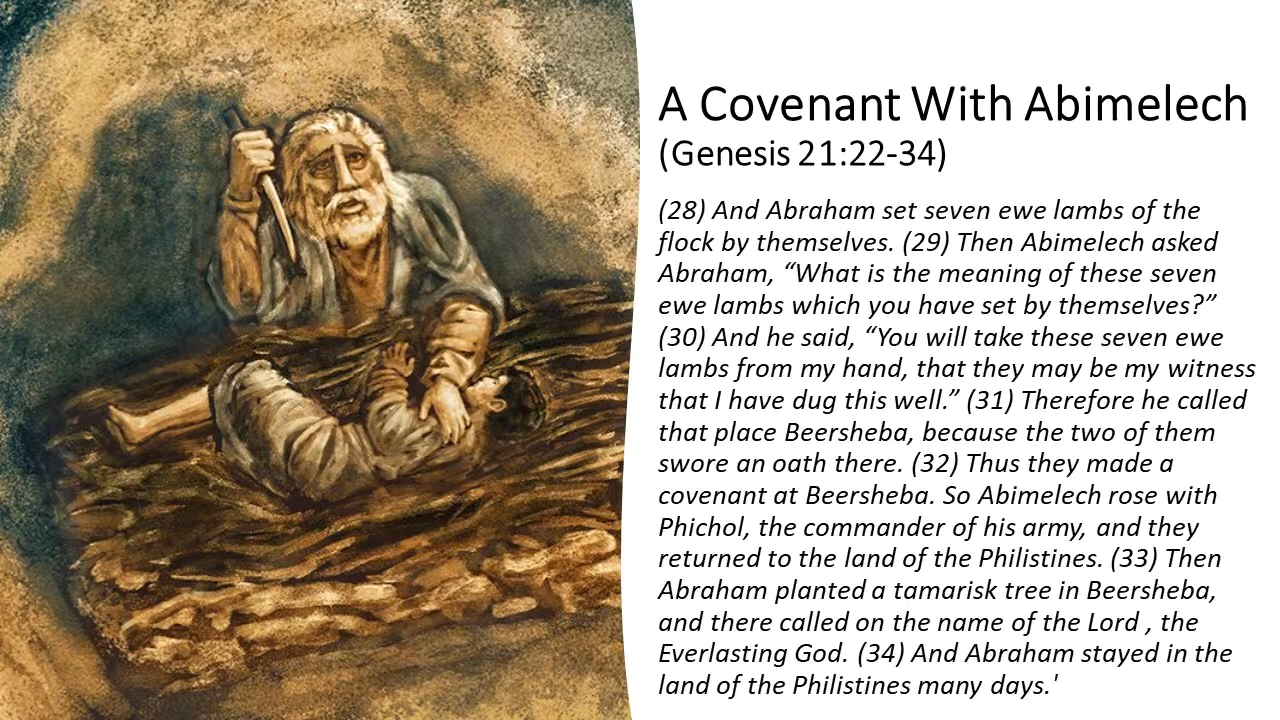 A Covenant With Abimelech
(Genesis 21:22-34)
(28) And Abraham set seven ewe lambs of the
flock by themselves. (29) Then Abimelech asked
Abraham, “What is the meaning of these seven
ewe lambs which you have set by themselves?”
(30) And he said, “You will take these seven ewe
lambs from my hand, that they may be my witness
that I have dug this well.” (31) Therefore he called
that place Beersheba, because the two of them
swore an oath there. (32) Thus they made a
covenant at Beersheba. So Abimelech rose with
Phichol, the commander of his army, and they
returned to the land of the Philistines. (33) Then
Abraham planted a tamarisk tree in Beersheba,
and there called on the name of the Lord , the
Everlasting God. (34) And Abraham stayed in the
land of the Philistines many days.'